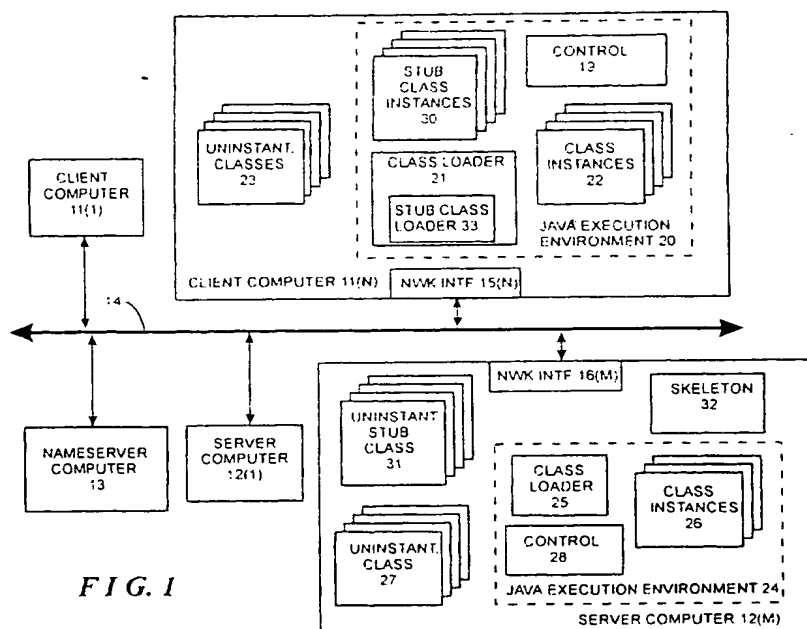 STUB
CLASS
INSTANCES
30
CONTROL
19
UNINSTANT.
CLASSES
23
CLASS LOADER
21
STUB CLASS
LOADER 33
CLASS
INSTANCES
22
JAVA EXECUTION
ENVIRONMENT 20
CLIENT COMPUTER 11(N)
NWK INTF 15(N)
CLIENT
COMPUTER
11(1)
14
NAMESERVER
COMPUTER
13
SERVER
COMPUTER
12(1)
NWK INTF 16(M)
UNINSTANT
STUB
CLASS
31
SKELETON
32
UNINSTANT.
CLASS
27
CLASS
LOADER
25
CONTROL
28
CLASS
INSTANCES
26
JAVA EXECUTION ENVIRONMENT 24
SERVER COMPUTER 12(M)
FIG. 1